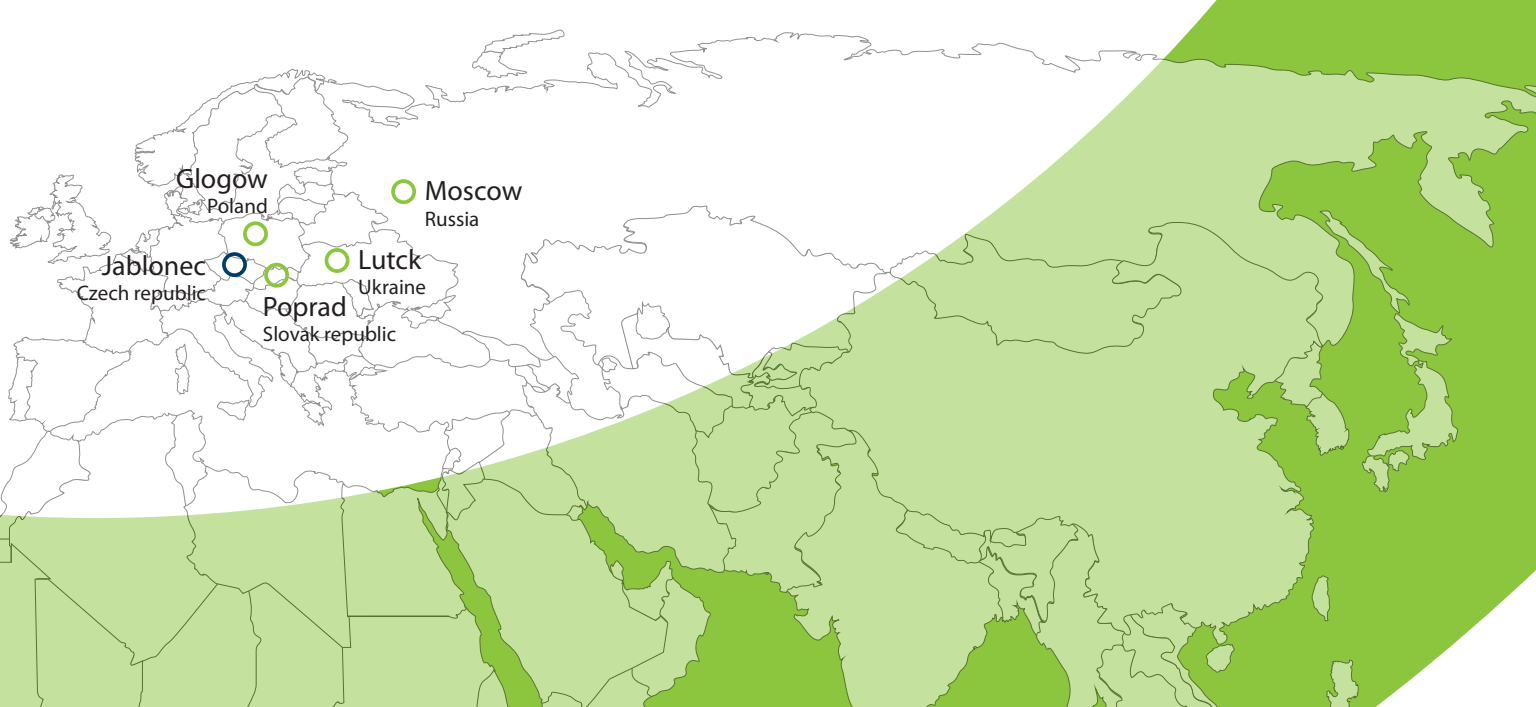 Glogow
Poland
Moscow
Russia
Jablonec
Czech republic
Lutck
Ukraine
Poprad
Slovak republic